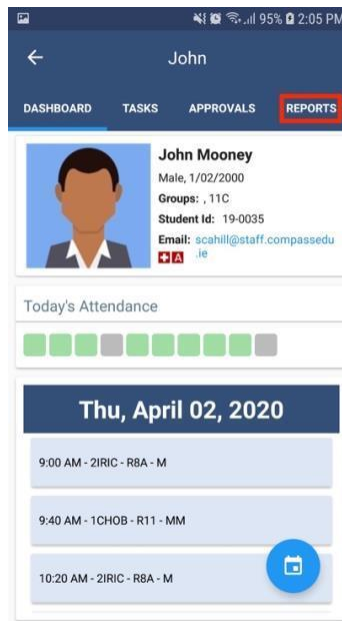 95% 2:05 PM
John
DASHBOARD TASKS APPROVALS REPORTS
John Mooney
Male, 1/02/2000
Groups: , 11C
Student Id: 19-0035
Email: scahill@staff.compassedu
.ie
A
Today's Attendance
Thu, April 02, 2020
9:00 AM - 2IRIC - R8A - M
9:40 AM - 1CHOB - R11 - MM
10:20 AM - 2IRIC - R8A - M